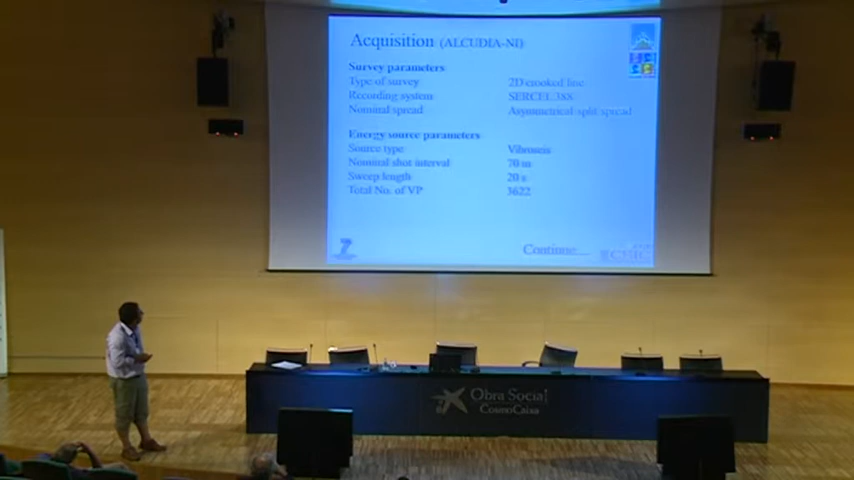 Acquisition (ALCUDIA-NI)
Survey parameters
Type of survey 2D crooked line
Recording system SERCEL 388
Nominal spread Asymmetrical split spread
Energy source parameters
Source type Vibroseis
Nominal shot interval 70 m
Sweep length 20 s
Total No. of VP 3622
Continue....
CSIC
Obra Social
CosmoCaixa